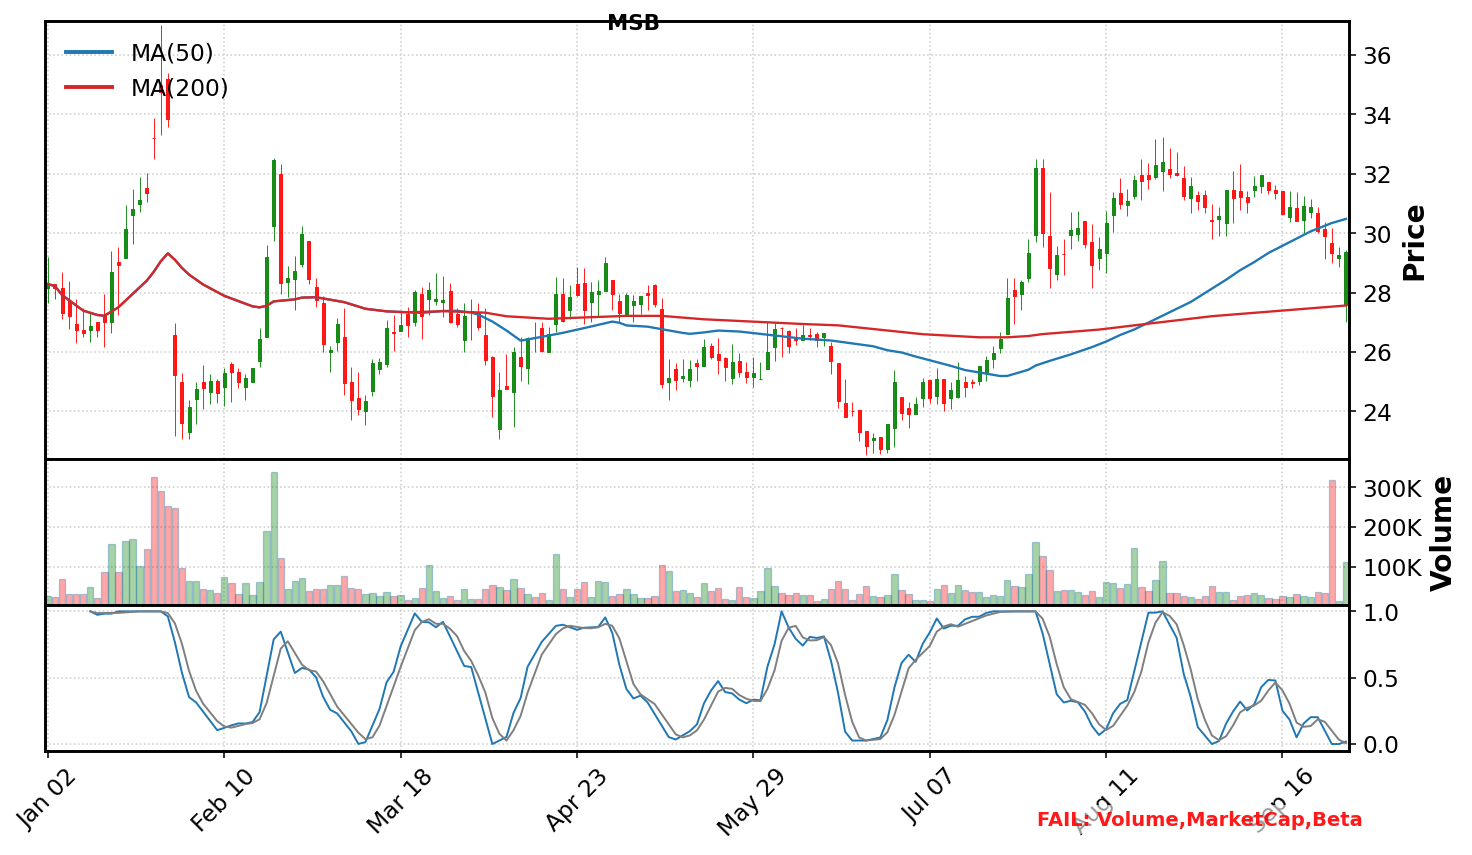 MSB
MA(50)
MA(200)
36
34
32
30
28
26
24
Price
300K
200K
100K
Volume
1.0
0.5
0.0
Jan 02
Feb 10
Mar 18
Apr 23
May 29
Jul 07
Aug 11
Sep 16
FAIL: Volume,MarketCap,Beta